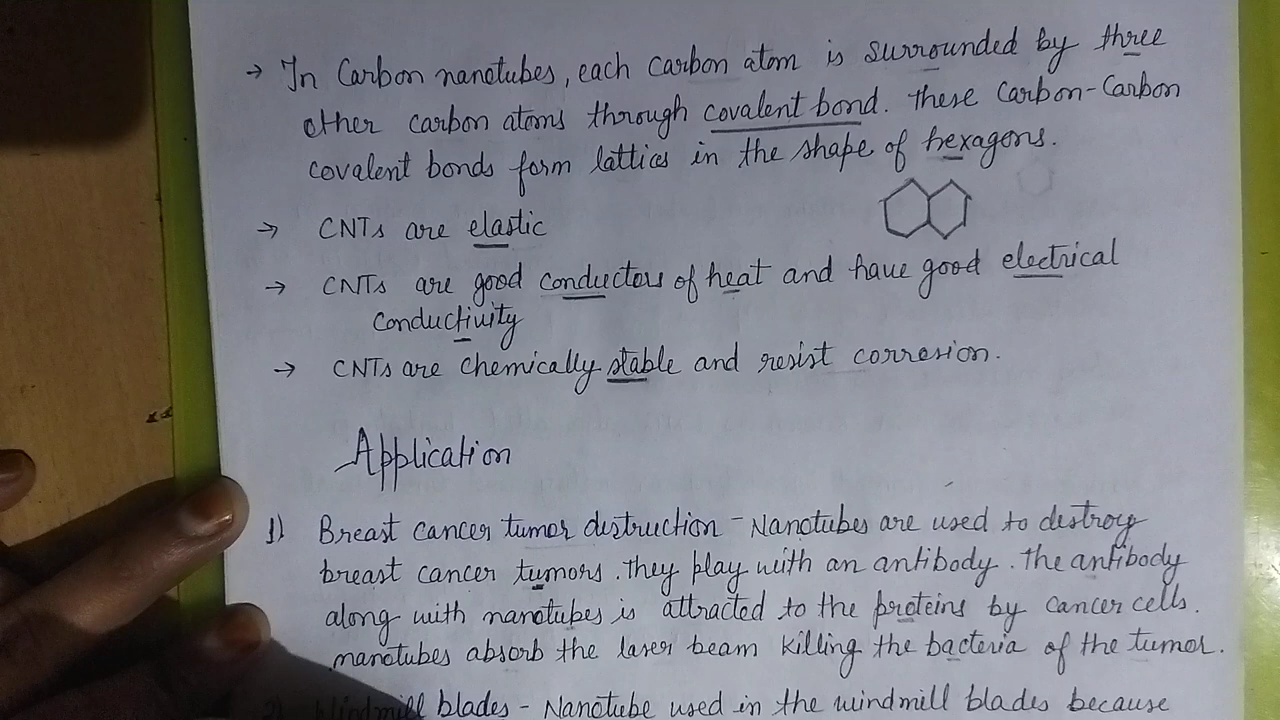 → In Carbon nanotubes, each carbon atom is surrounded by three
other carbon atoms through covalent bond. These Carbon-Carbon
covalent bonds form lattices in the shape of hexagons.
→ CNTs are elastic
→ CNTs are good conductors of heat and have good electrical
conductivity
→ CNTs are chemically stable and resist corrosion.
Application
1) Breast cancer tumor destruction - Nanotubes are used to destroy
breast cancer tumors. They play with an antibody. The antibody
along with nanotubes is attracted to the proteins by cancer cells.
nanotubes absorb the laser beam killing the bacteria of the tumor.
2) Windmill blades - Nanotube used in the windmill blades because